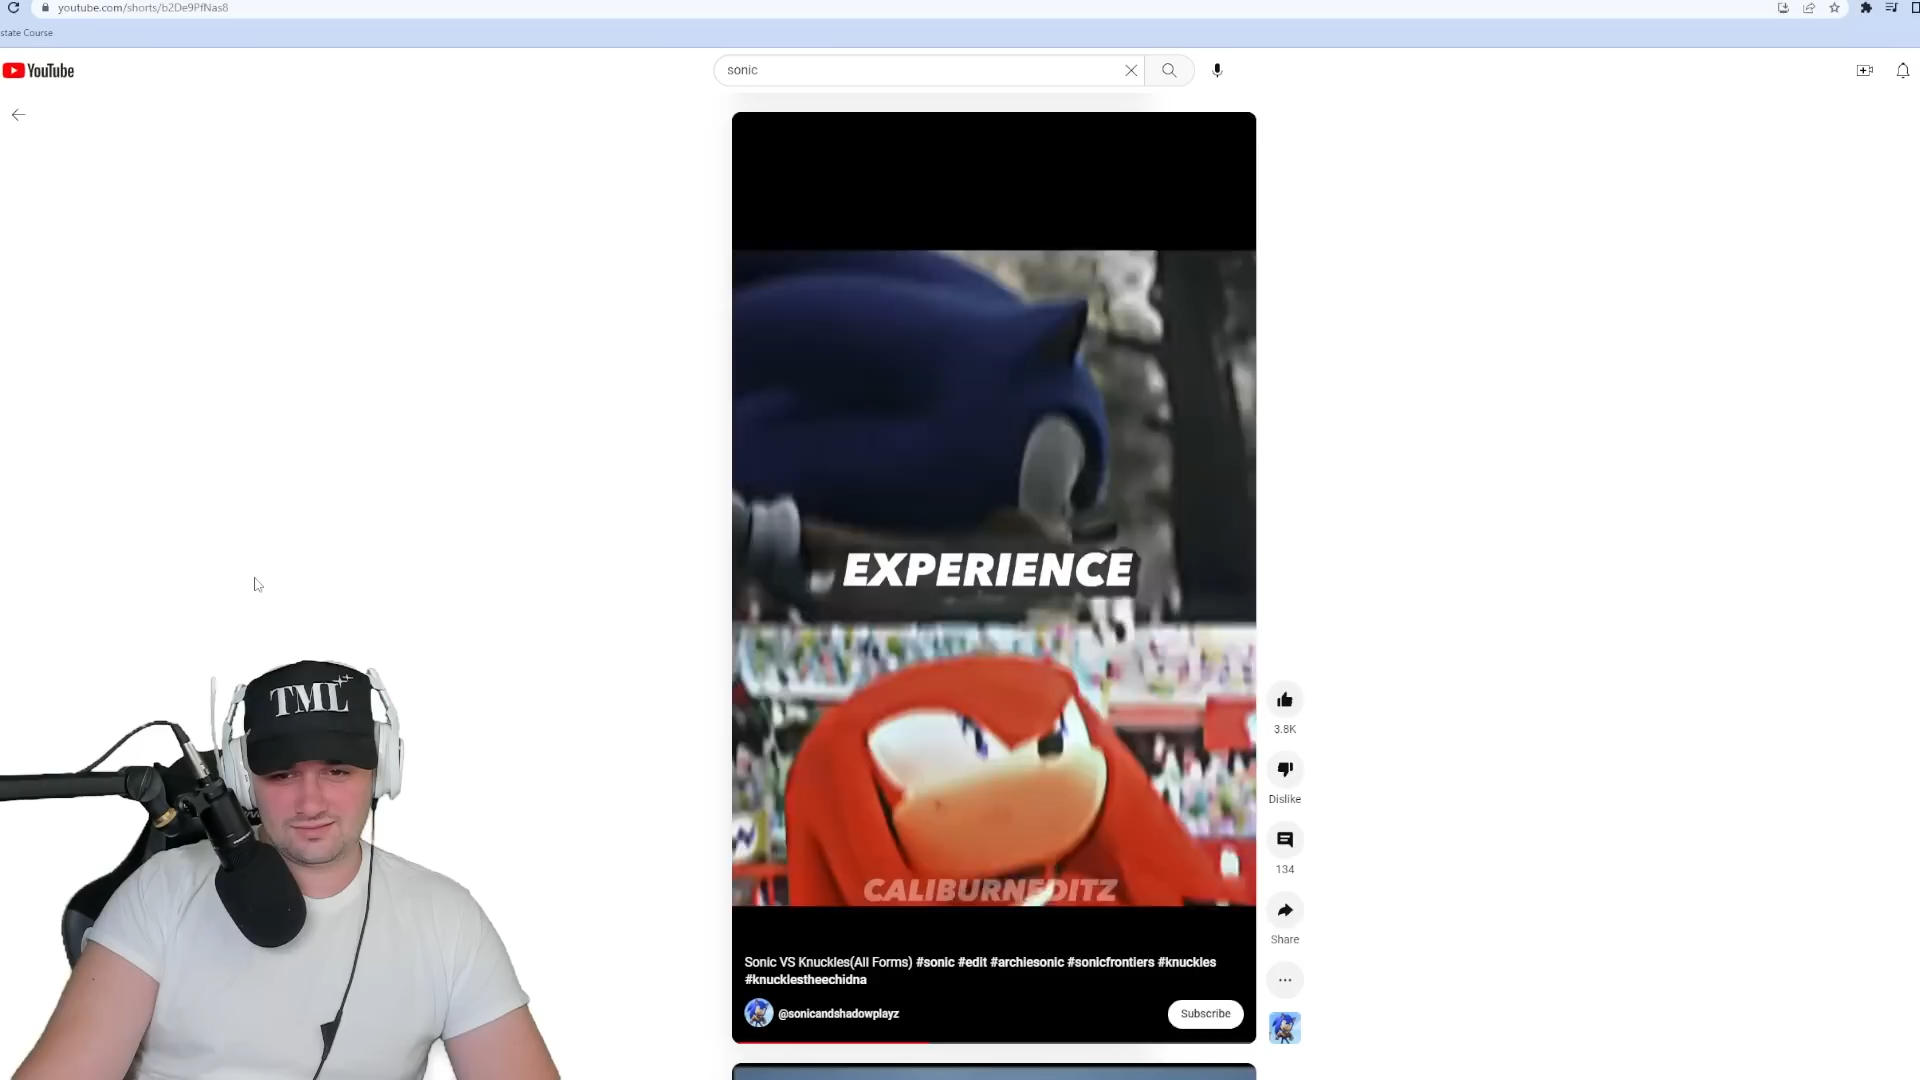 youtube.com/shorts/b2De9PfNas8
state Course
YouTube
sonic
EXPERIENCE
VS
CALIBURNEDITZ
TML
3.8K
Dislike
134
Share
Sonic VS Knuckles(All Forms) #sonic #edit #archiesonic #sonicfrontiers #knuckles
#knucklestheechidna
@sonicandshadowplayz
Subscribe